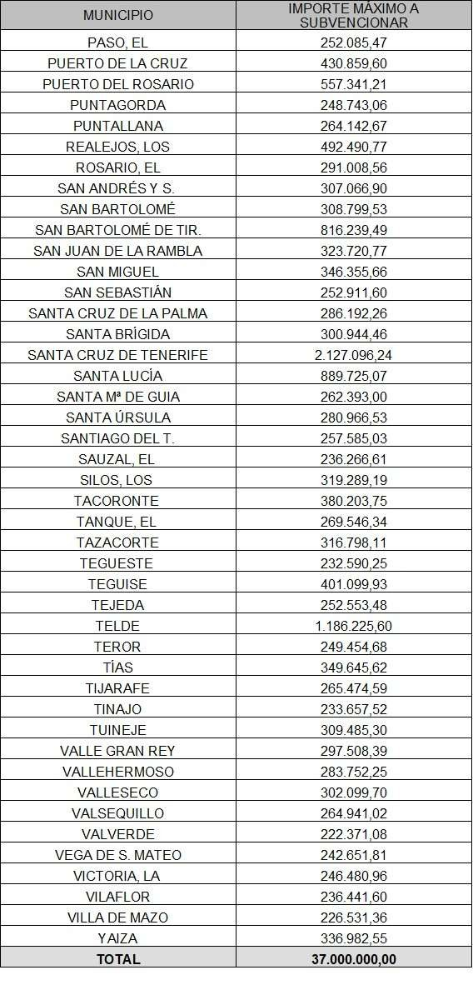 MUNICIPIO IMPORTE MÁXIMO A SUBVENCIONAR
PASO, EL 252.085,47
PUERTO DE LA CRUZ 430.859,60
PUERTO DEL ROSARIO 557.341,21
PUNTAGORDA 248.743,06
PUNTALLANA 264.142,67
REALEJOS, LOS 492.490,77
ROSARIO, EL 291.008,56
SAN ANDRÉS Y S. 307.066,90
SAN BARTOLOMÉ 308.799,53
SAN BARTOLOMÉ DE TIR. 816.239,49
SAN JUAN DE LA RAMBLA 323.720,77
SAN MIGUEL 346.355,66
SAN SEBASTIÁN 252.911,60
SANTA CRUZ DE LA PALMA 286.192,26
SANTA BRÍGIDA 300.944,46
SANTA CRUZ DE TENERIFE 2.127.096,24
SANTA LUCÍA 889.725,07
SANTA Mª DE GUIA 262.393,00
SANTA ÚRSULA 280.966,53
SANTIAGO DEL T. 257.585,03
SAUZAL, EL 236.266,61
SILOS, LOS 319.289,19
TACORONTE 380.203,75
TANQUE, EL 269.546,34
TAZACORTE 316.798,11
TEGUESTE 232.590,25
TEGUISE 401.099,93
TEJEDA 252.553,48
TELDE 1.186.225,60
TEROR 249.454,68
TÍAS 349.645,62
TIJARAFE 265.474,59
TINAJO 233.657,52
TUINEJE 309.485,30
VALLE GRAN REY 297.508,39
VALLEHERMOSO 283.752,25
VALLESECO 302.099,70
VALSEQUILLO 264.941,02
VALVERDE 222.371,08
VEGA DE S. MATEO 242.651,81
VICTORIA, LA 246.480,96
VILAFLOR 236.441,60
VILLA DE MAZO 226.531,36
YAIZA 336.982,55
TOTAL 37.000.000,00